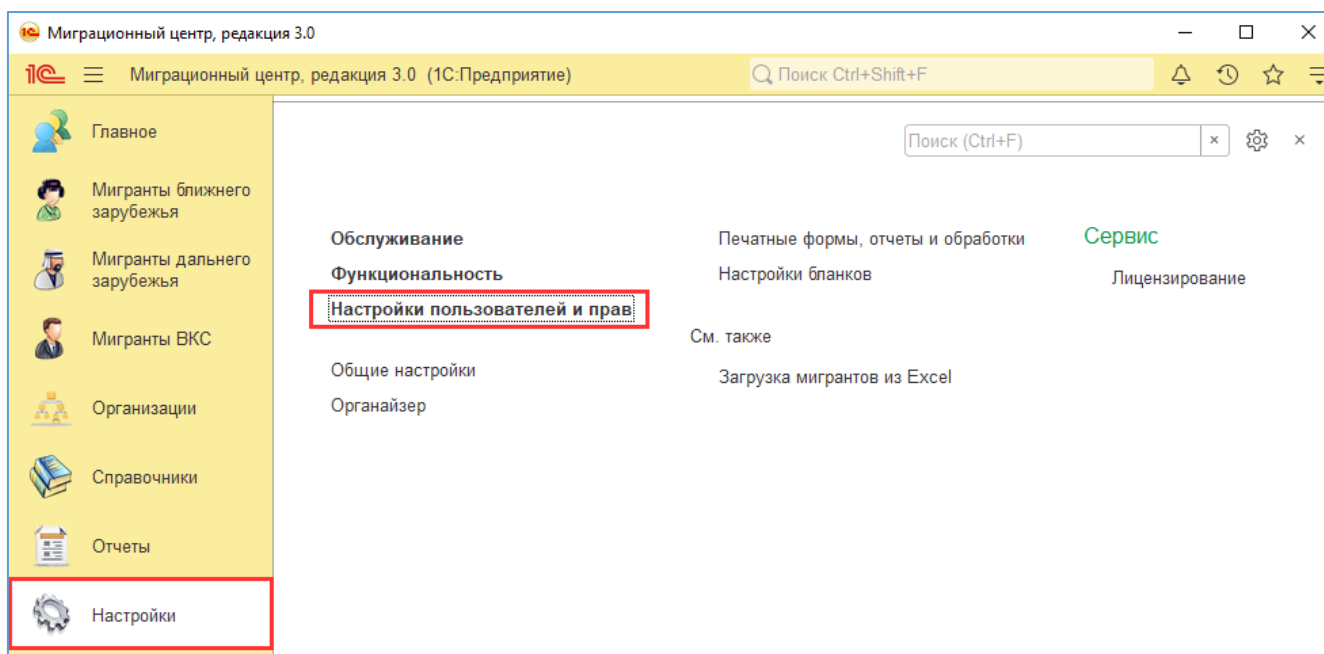 Миграционный центр, редакция 3.0
Миграционный центр, редакция 3.0 (1С:Предприятие)
Поиск Ctrl+Shift+F
Главное
Поиск (Ctrl+F)
Мигранты ближнего
зарубежья
Мигранты дальнего
зарубежья
Мигранты ВКС
Организации
Справочники
Отчеты
Настройки
Обслуживание
Функциональность
Настройки пользователей и прав
Общие настройки
Органайзер
Печатные формы, отчеты и обработки
Настройки бланков
См. также
Загрузка мигрантов из Excel
Сервис
Лицензирование